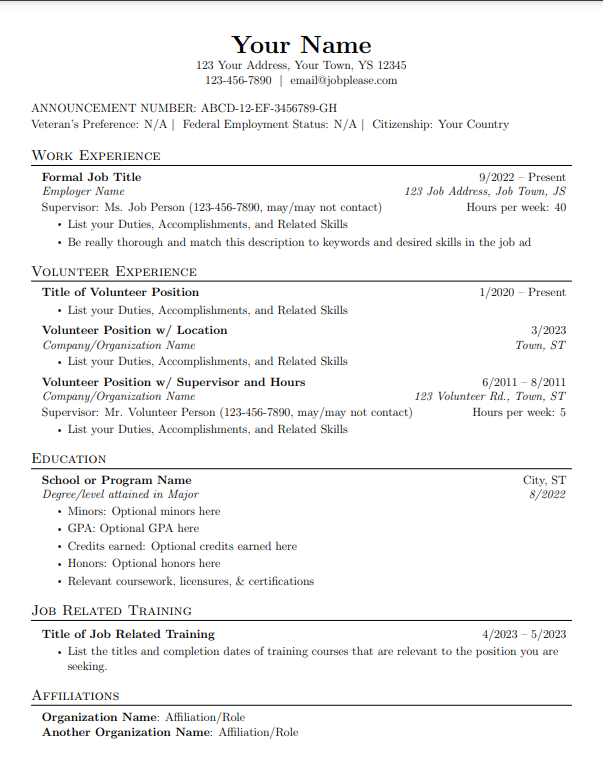 Your Name
123 Your Address, Your Town, YS 12345
123-456-7890 | email@jobplease.com
ANNOUNCEMENT NUMBER: ABCD-12-EF-3456789-GH
Veteran's Preference: N/A | Federal Employment Status: N/A | Citizenship: Your Country
Work Experience
Formal Job Title 9/2022 – Present
Employer Name 123 Job Address, Job Town, JS
Supervisor: Ms. Job Person (123-456-7890, may/may not contact) Hours per week: 40
• List your Duties, Accomplishments, and Related Skills
• Be really thorough and match this description to keywords and desired skills in the job ad
Volunteer Experience
Title of Volunteer Position 1/2020 – Present
• List your Duties, Accomplishments, and Related Skills
Volunteer Position w/ Location 3/2023
Company/Organization Name Town, ST
• List your Duties, Accomplishments, and Related Skills
Volunteer Position w/ Supervisor and Hours 6/2011 – 8/2011
Company/Organization Name 123 Volunteer Rd., Town, ST
Supervisor: Mr. Volunteer Person (123-456-7890, may/may not contact) Hours per week: 5
• List your Duties, Accomplishments, and Related Skills
Education
School or Program Name City, ST
Degree/level attained in Major 8/2022
• Minors: Optional minors here
• GPA: Optional GPA here
• Credits earned: Optional credits earned here
• Honors: Optional honors here
• Relevant coursework, licensures, & certifications
Job Related Training
Title of Job Related Training 4/2023 – 5/2023
• List the titles and completion dates of training courses that are relevant to the position you are
seeking.
Affiliations
Organization Name: Affiliation/Role
Another Organization Name: Affiliation/Role